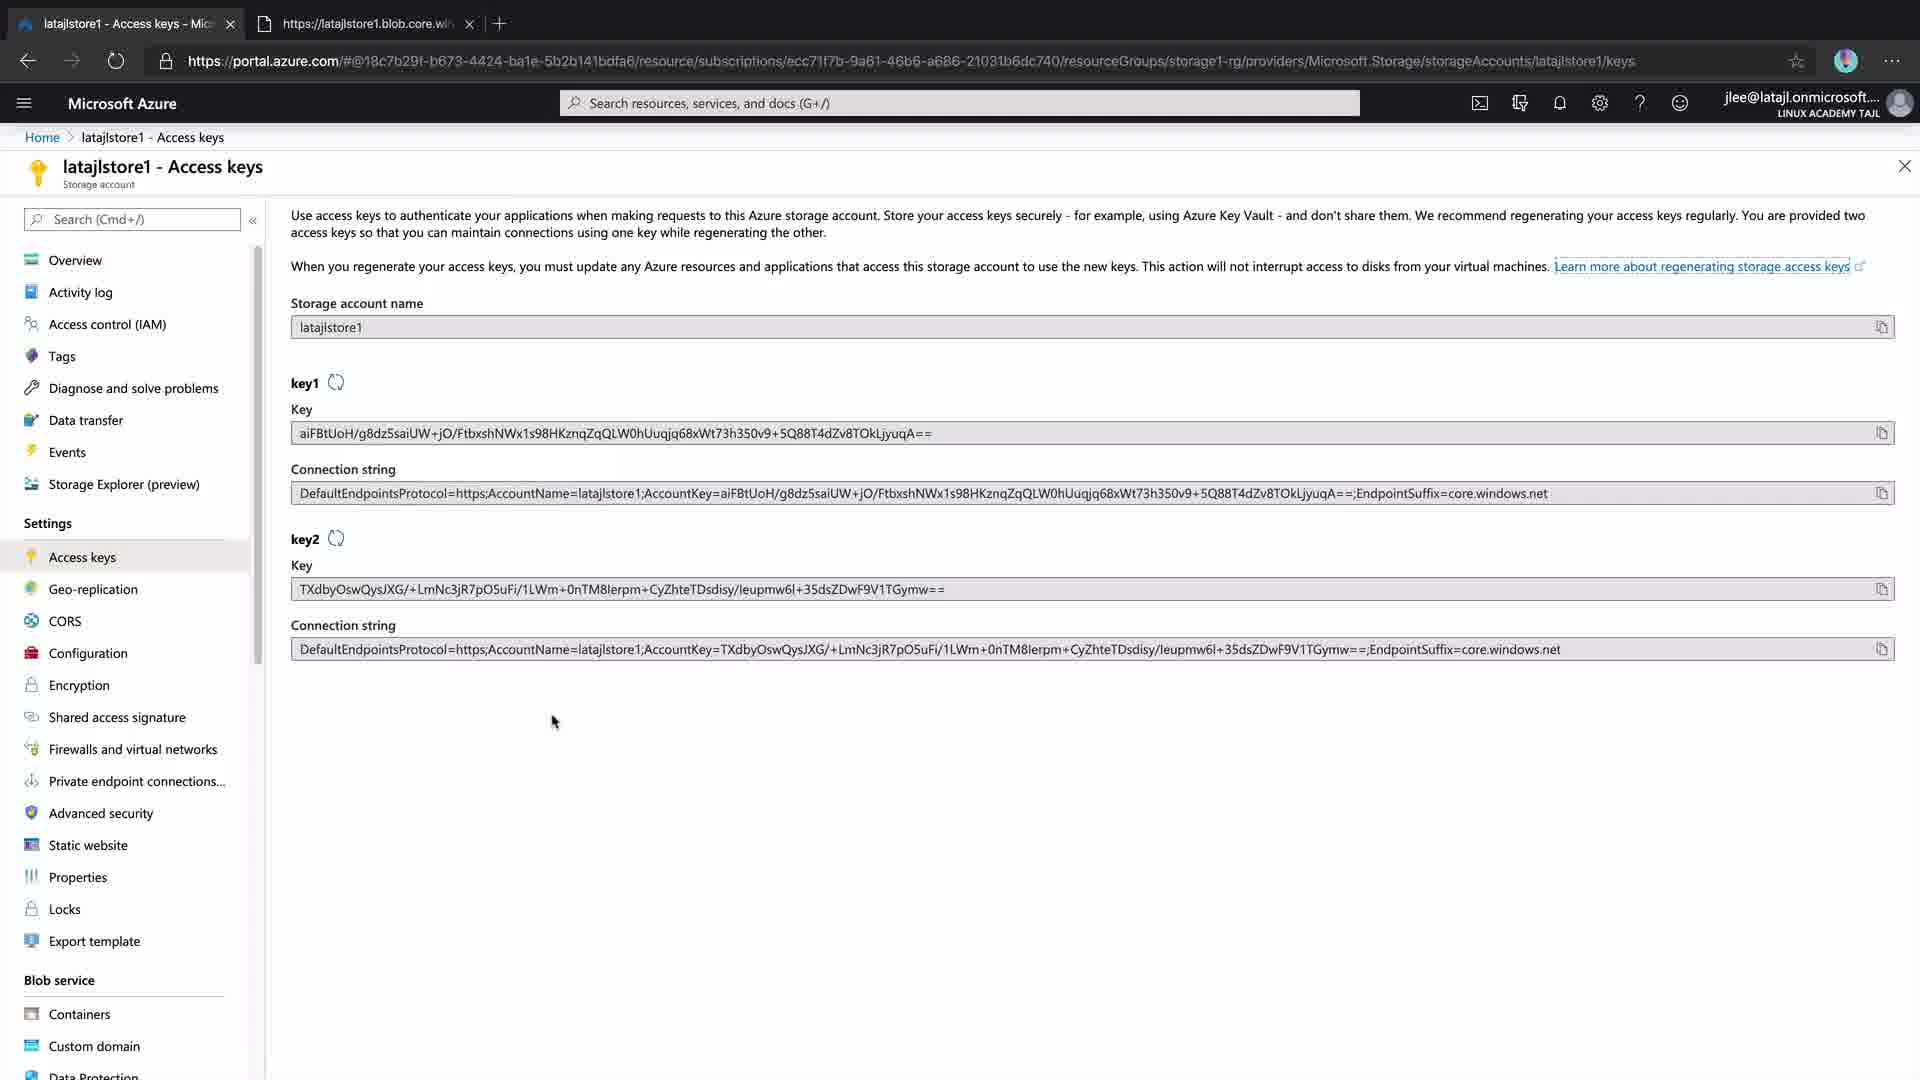 latajlstore1 - Access keys - Mic
https://latajlstore1.blob.core.win
https://portal.azure.com/#@18c7b29f-b673-4424-ba1e-5b2b141bdfa6/resource/subscriptions/ecc71f7b-9a61-46b6-a686-21031b6dc740/resourceGroups/storage1-rg/providers/Microsoft.Storage/storageAccounts/latajlstore1/keys
Microsoft Azure
Search resources, services, and docs (G+/)
jlee@latajl.onmicrosoft....
LINUX ACADEMY TAJL
Home > latajlstore1 - Access keys
latajlstore1 - Access keys
Storage account
Search (Cmd+/)
«
Overview
Activity log
Access control (IAM)
Tags
Diagnose and solve problems
Data transfer
Events
Storage Explorer (preview)
Settings
Access keys
Geo-replication
CORS
Configuration
Encryption
Shared access signature
Firewalls and virtual networks
Private endpoint connections...
Advanced security
Static website
Properties
Locks
Export template
Blob service
Containers
Custom domain
Data Protection
Use access keys to authenticate your applications when making requests to this Azure storage account. Store your access keys securely - for example, using Azure Key Vault - and don't share them. We recommend regenerating your access keys regularly. You are provided two
access keys so that you can maintain connections using one key while regenerating the other.
When you regenerate your access keys, you must update any Azure resources and applications that access this storage account to use the new keys. This action will not interrupt access to disks from your virtual machines. Learn more about regenerating storage access keys
Storage account name
latajlstore1
key1
Key
aiFBtUoH/g8dz5saiUW+jO/FtbxshNWx1s98HKznqZqQLW0hUuqjq68xWt73h350v9+5Q88T4dZv8TOkLjyuqA==
Connection string
DefaultEndpointsProtocol=https;AccountName=latajlstore1;AccountKey=aiFBtUoH/g8dz5saiUW+jO/FtbxshNWx1s98HKznqZqQLW0hUuqjq68xWt73h350v9+5Q88T4dZv8TOkLjyuqA==;EndpointSuffix=core.windows.net
key2
Key
TXdbyOswQysJXG/+LmNc3jR7pO5uFi/1LWm+0nTM8Ierpm+CyZhteTDsdisy/Ieupmw6l+35dsZDwF9V1TGymw==
Connection string
DefaultEndpointsProtocol=https;AccountName=latajlstore1;AccountKey=TXdbyOswQysJXG/+LmNc3jR7pO5uFi/1LWm+0nTM8Ierpm+CyZhteTDsdisy/Ieupmw6l+35dsZDwF9V1TGymw==;EndpointSuffix=core.windows.net